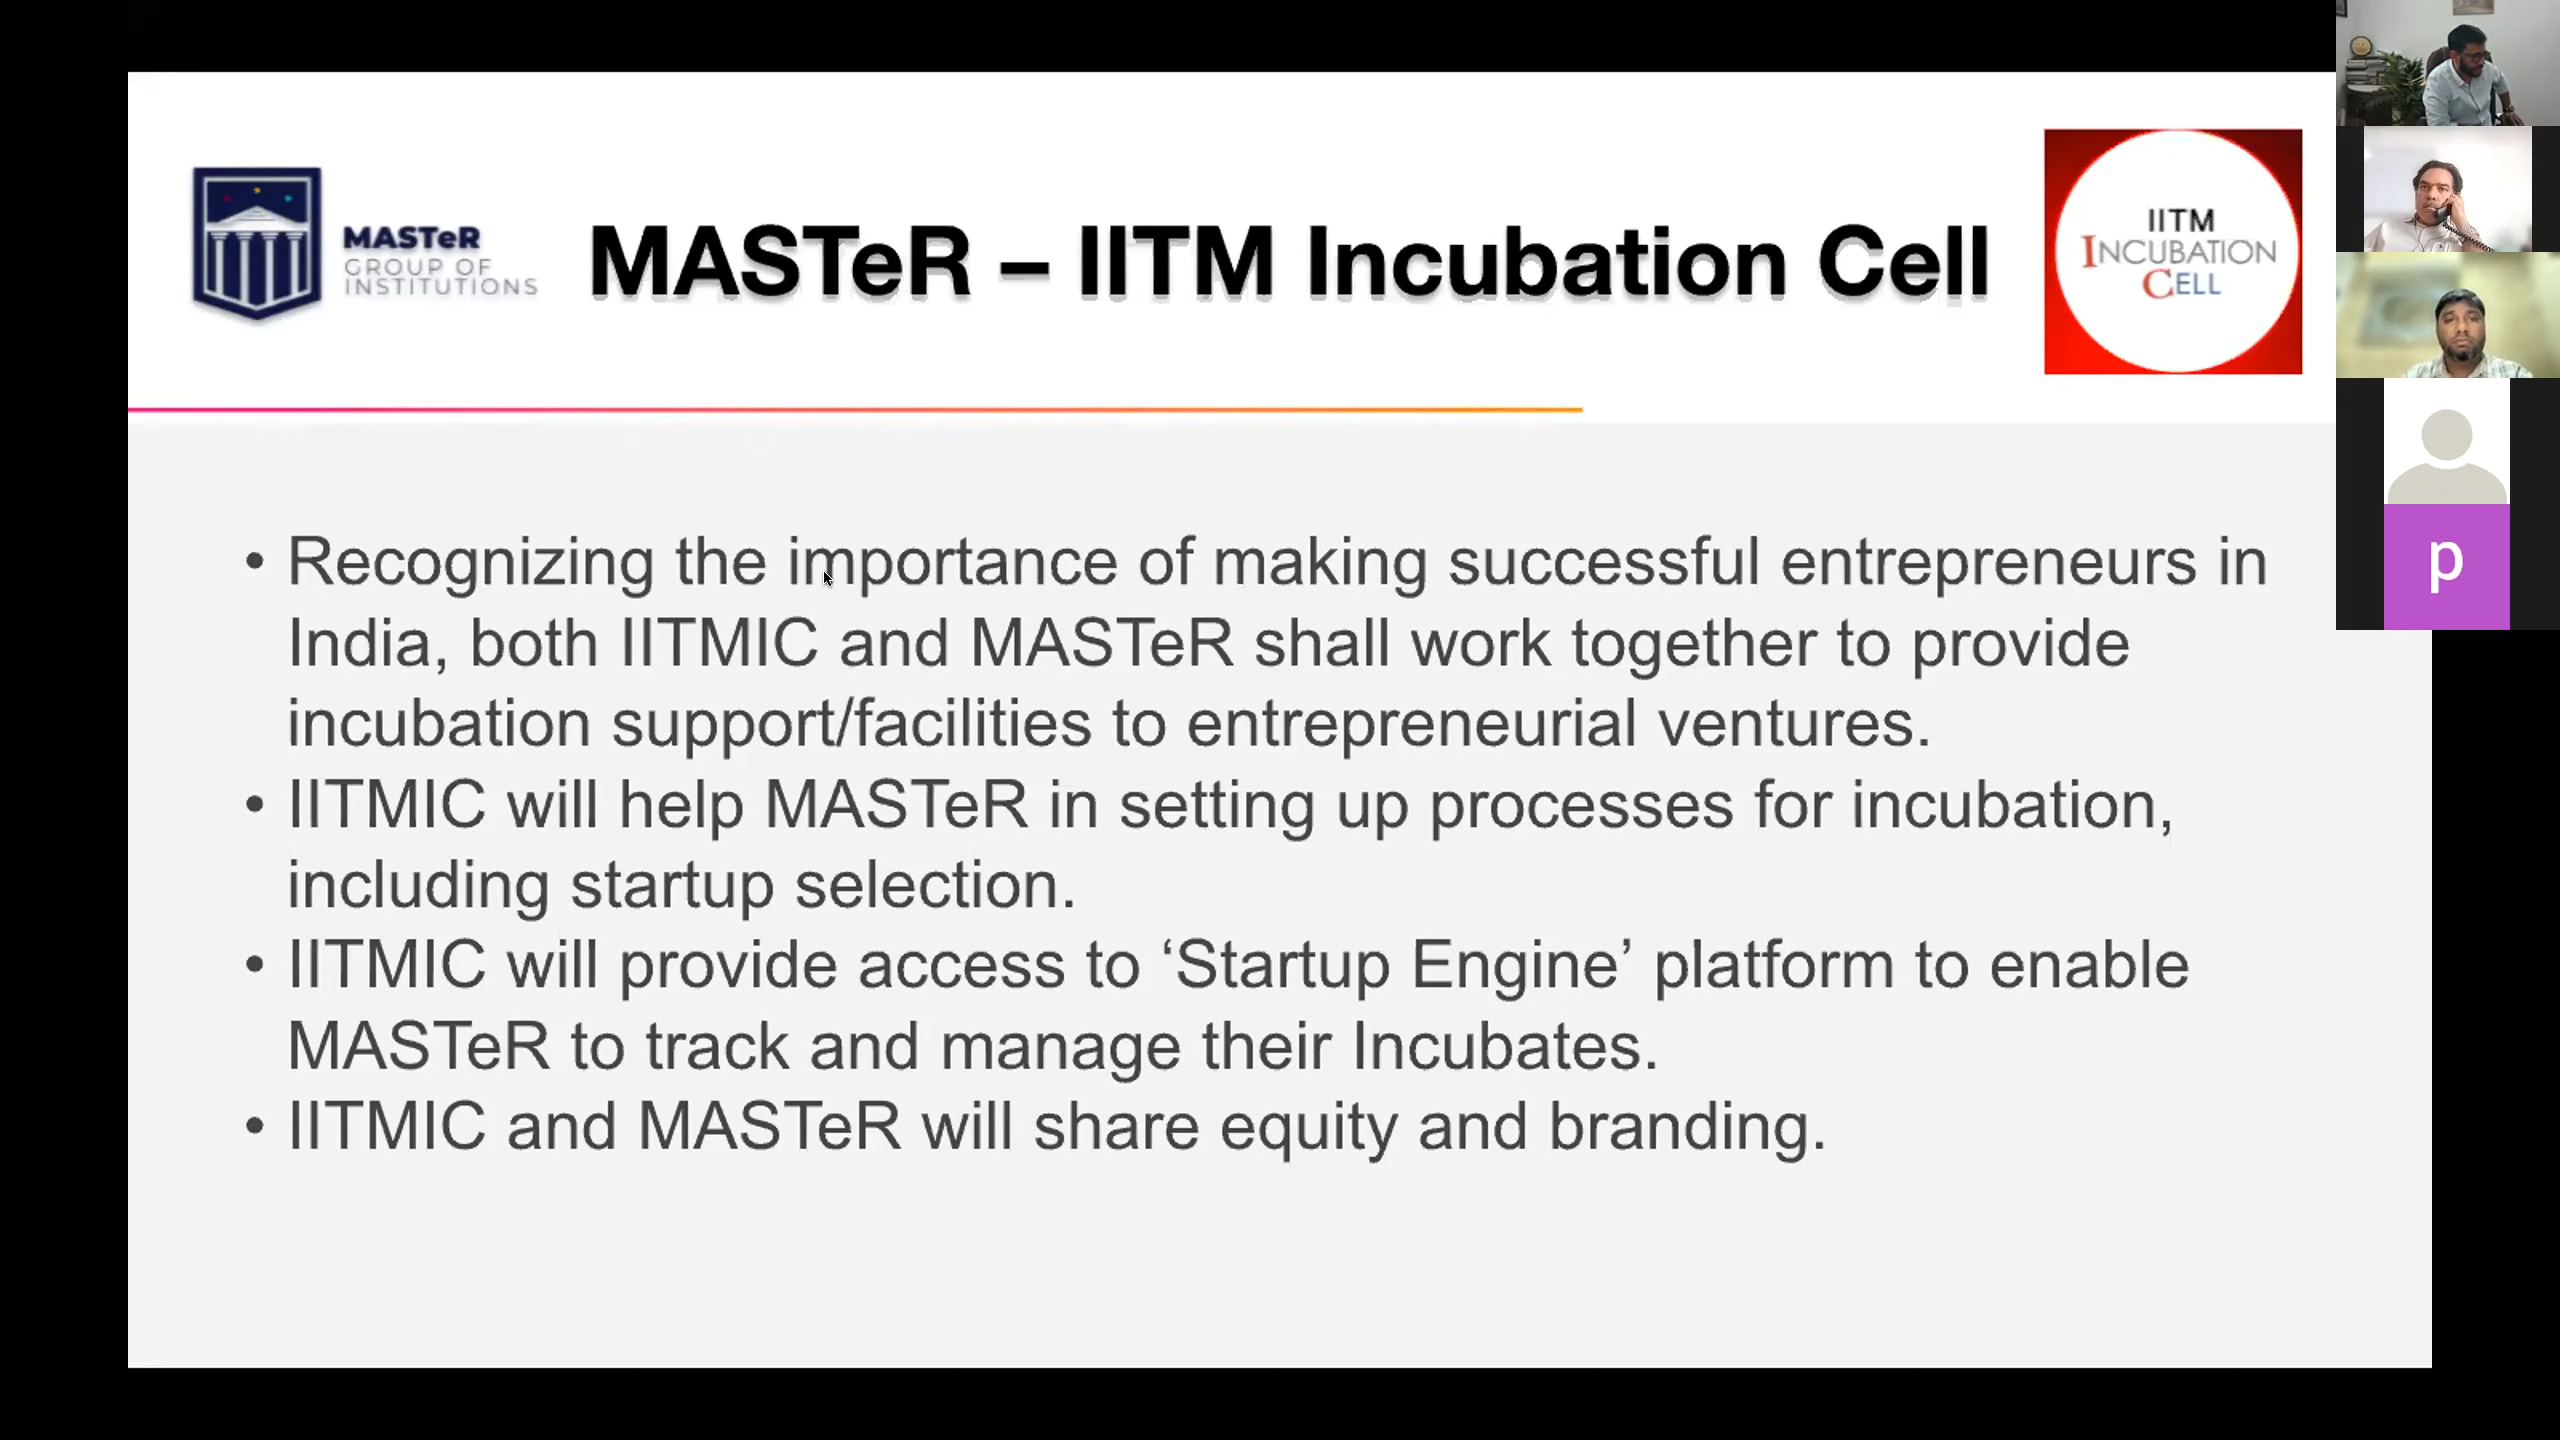 MASTeR
GROUP OF
INSTITUTIONS
MASTeR – IITM Incubation Cell
IITM
INCUBATION
CELL
• Recognizing the importance of making successful entrepreneurs in
India, both IITMIC and MASTeR shall work together to provide
incubation support/facilities to entrepreneurial ventures.
• IITMIC will help MASTeR in setting up processes for incubation,
including startup selection.
• IITMIC will provide access to ‘Startup Engine’ platform to enable
MASTeR to track and manage their Incubates.
• IITMIC and MASTeR will share equity and branding.
p